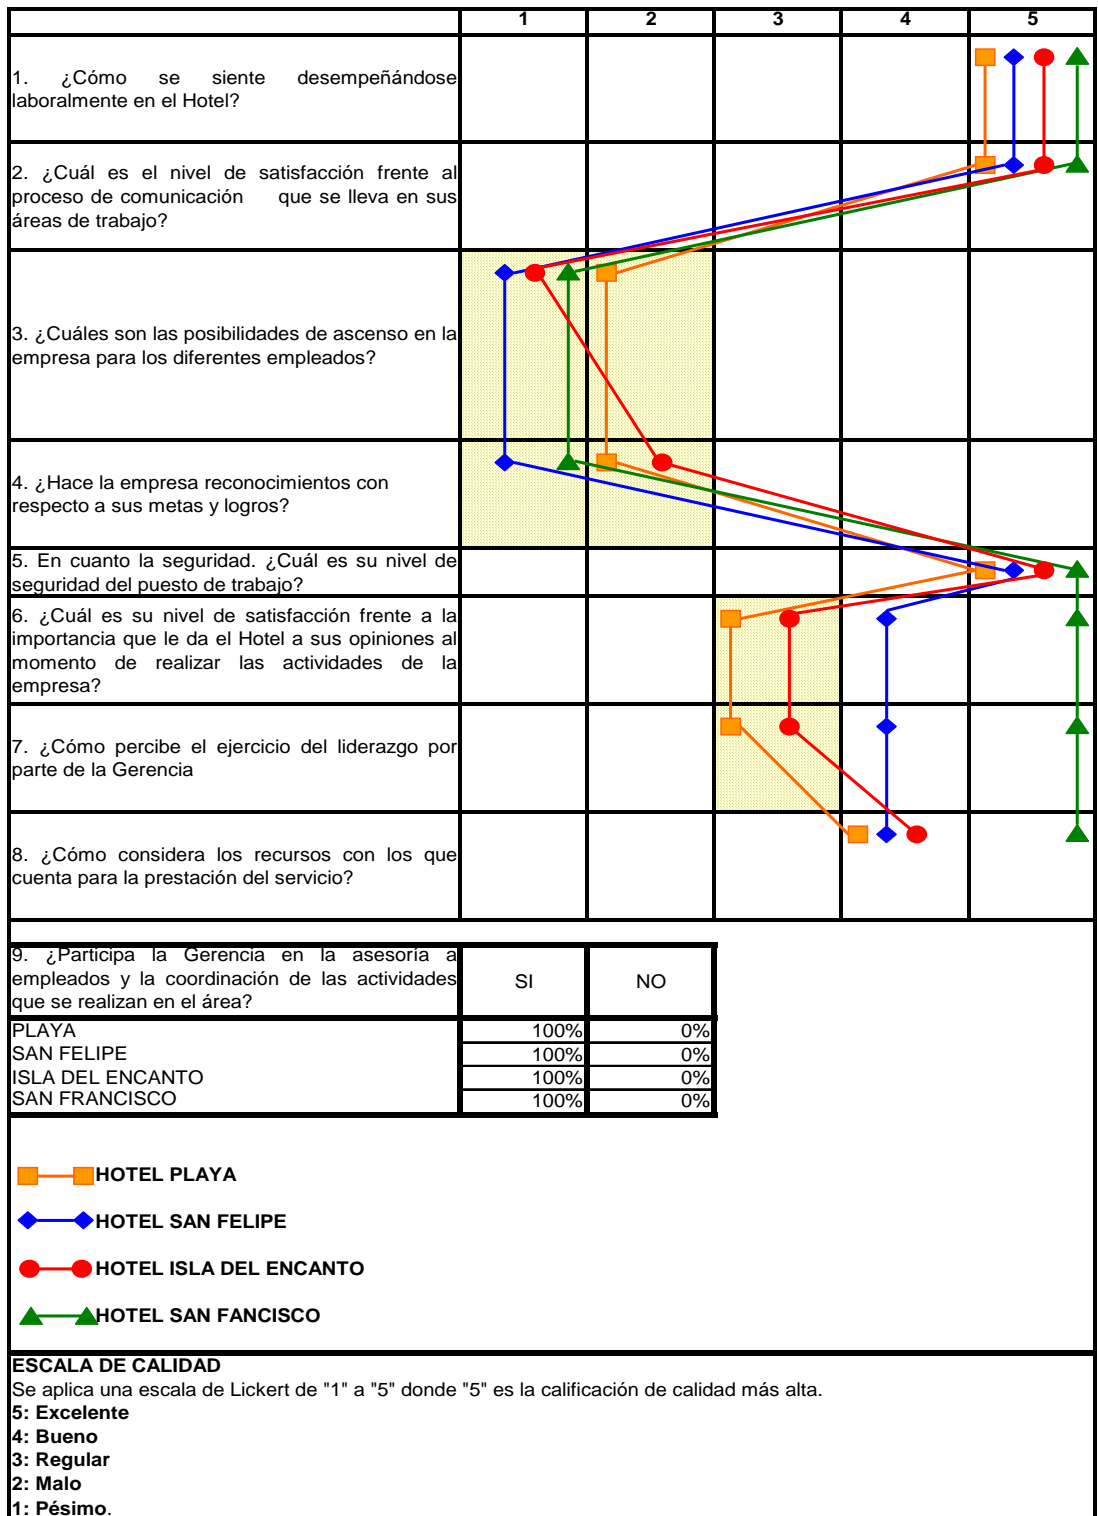 1 2 3 4 5
1. ¿Cómo se siente desempeñándose
laboralmente en el Hotel?
2. ¿Cuál es el nivel de satisfacción frente al
proceso de comunicación que se lleva en sus
áreas de trabajo?
3. ¿Cuáles son las posibilidades de ascenso en la
empresa para los diferentes empleados?
4. ¿Hace la empresa reconocimientos con
respecto a sus metas y logros?
5. En cuanto la seguridad. ¿Cuál es su nivel de
seguridad del puesto de trabajo?
6. ¿Cuál es su nivel de satisfacción frente a la
importancia que le da el Hotel a sus opiniones al
momento de realizar las actividades de la
empresa?
7. ¿Cómo percibe el ejercicio del liderazgo por
parte de la Gerencia
8. ¿Cómo considera los recursos con los que
cuenta para la prestación del servicio?
9. ¿Participa la Gerencia en la asesoría a
empleados y la coordinación de las actividades
que se realizan en el área?
SI NO
PLAYA 100% 0%
SAN FELIPE 100% 0%
ISLA DEL ENCANTO 100% 0%
SAN FRANCISCO 100% 0%
HOTEL PLAYA
HOTEL SAN FELIPE
HOTEL ISLA DEL ENCANTO
HOTEL SAN FANCISCO
ESCALA DE CALIDAD
Se aplica una escala de Lickert de "1" a "5" donde "5" es la calificación de calidad más alta.
5: Excelente
4: Bueno
3: Regular
2: Malo
1: Pésimo.